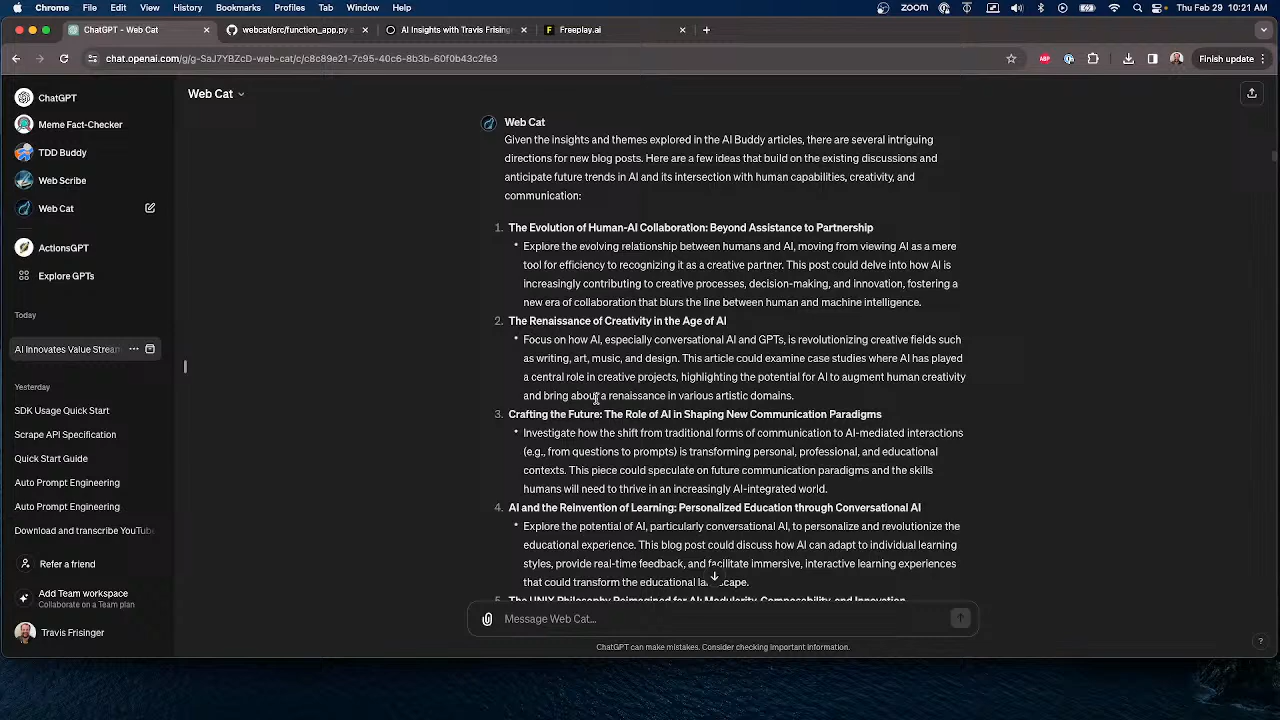 Chrome File Edit View History Bookmarks Profiles Tab Window Help zoom Thu Feb 29 10:21 AM
ChatGPT - Web Cat
webcat/src/function_app.py
AI Insights with Travis Frising
Freeplay.ai
chat.openai.com/g/g-SaJ7YBZcD-web-cat/c/c8c89e21-7c95-40c6-8b3b-60f0b43c2fe3
ABP
Finish update
ChatGPT
Meme Fact-Checker
TDD Buddy
Web Scribe
Web Cat
ActionsGPT
Explore GPTs
Today
AI Innovates Value Stream
Yesterday
SDK Usage Quick Start
Scrape API Specification
Quick Start Guide
Auto Prompt Engineering
Auto Prompt Engineering
Download and transcribe YouTube
Refer a friend
Add Team workspace
Collaborate on a Team plan
Travis Frisinger
Web Cat
Web Cat
Given the insights and themes explored in the AI Buddy articles, there are several intriguing
directions for new blog posts. Here are a few ideas that build on the existing discussions and
anticipate future trends in AI and its intersection with human capabilities, creativity, and
communication:
1. The Evolution of Human-AI Collaboration: Beyond Assistance to Partnership
• Explore the evolving relationship between humans and AI, moving from viewing AI as a mere
tool for efficiency to recognizing it as a creative partner. This post could delve into how AI is
increasingly contributing to creative processes, decision-making, and innovation, fostering a
new era of collaboration that blurs the line between human and machine intelligence.
2. The Renaissance of Creativity in the Age of AI
• Focus on how AI, especially conversational AI and GPTs, is revolutionizing creative fields such
as writing, art, music, and design. This article could examine case studies where AI has played
a central role in creative projects, highlighting the potential for AI to augment human creativity
and bring about a renaissance in various artistic domains.
3. Crafting the Future: The Role of AI in Shaping New Communication Paradigms
• Investigate how the shift from traditional forms of communication to AI-mediated interactions
(e.g., from questions to prompts) is transforming personal, professional, and educational
contexts. This piece could speculate on future communication paradigms and the skills
humans will need to thrive in an increasingly AI-integrated world.
4. AI and the Reinvention of Learning: Personalized Education through Conversational AI
• Explore the potential of AI, particularly conversational AI, to personalize and revolutionize the
educational experience. This blog post could discuss how AI can adapt to individual learning
styles, provide real-time feedback, and facilitate immersive, interactive learning experiences
that could transform the educational landscape.
5. The UNIX Philosophy Reimagined for AI: Modularity, Composability, and Innovation
Message Web Cat...
ChatGPT can make mistakes. Consider checking important information.
?